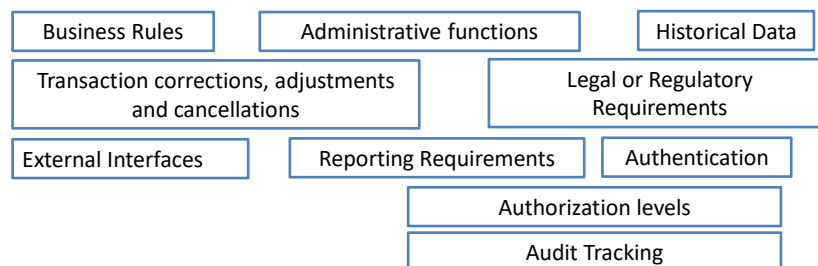 Business Rules
Administrative functions
Historical Data
Transaction corrections, adjustments
and cancellations
Legal or Regulatory
Requirements
External Interfaces
Reporting Requirements
Authentication
Authorization levels
Audit Tracking